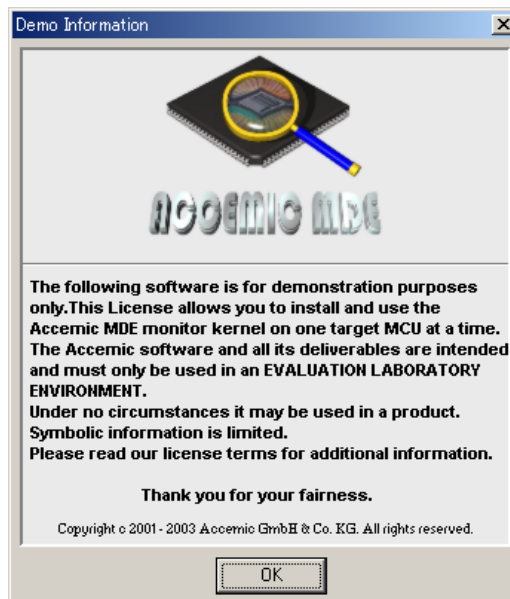 Demo Information
ACCEMIC MDE
The following software is for demonstration purposes
only.This License allows you to install and use the
Accemic MDE monitor kernel on one target MCU at a time.
The Accemic software and all its deliverables are intended
and must only be used in an EVALUATION LABORATORY
ENVIRONMENT.
Under no circumstances it may be used in a product.
Symbolic information is limited.
Please read our license terms for additional information.
Thank you for your fairness.
Copyright c 2001 - 2003 Accemic GmbH & Co. KG. All rights reserved.
OK